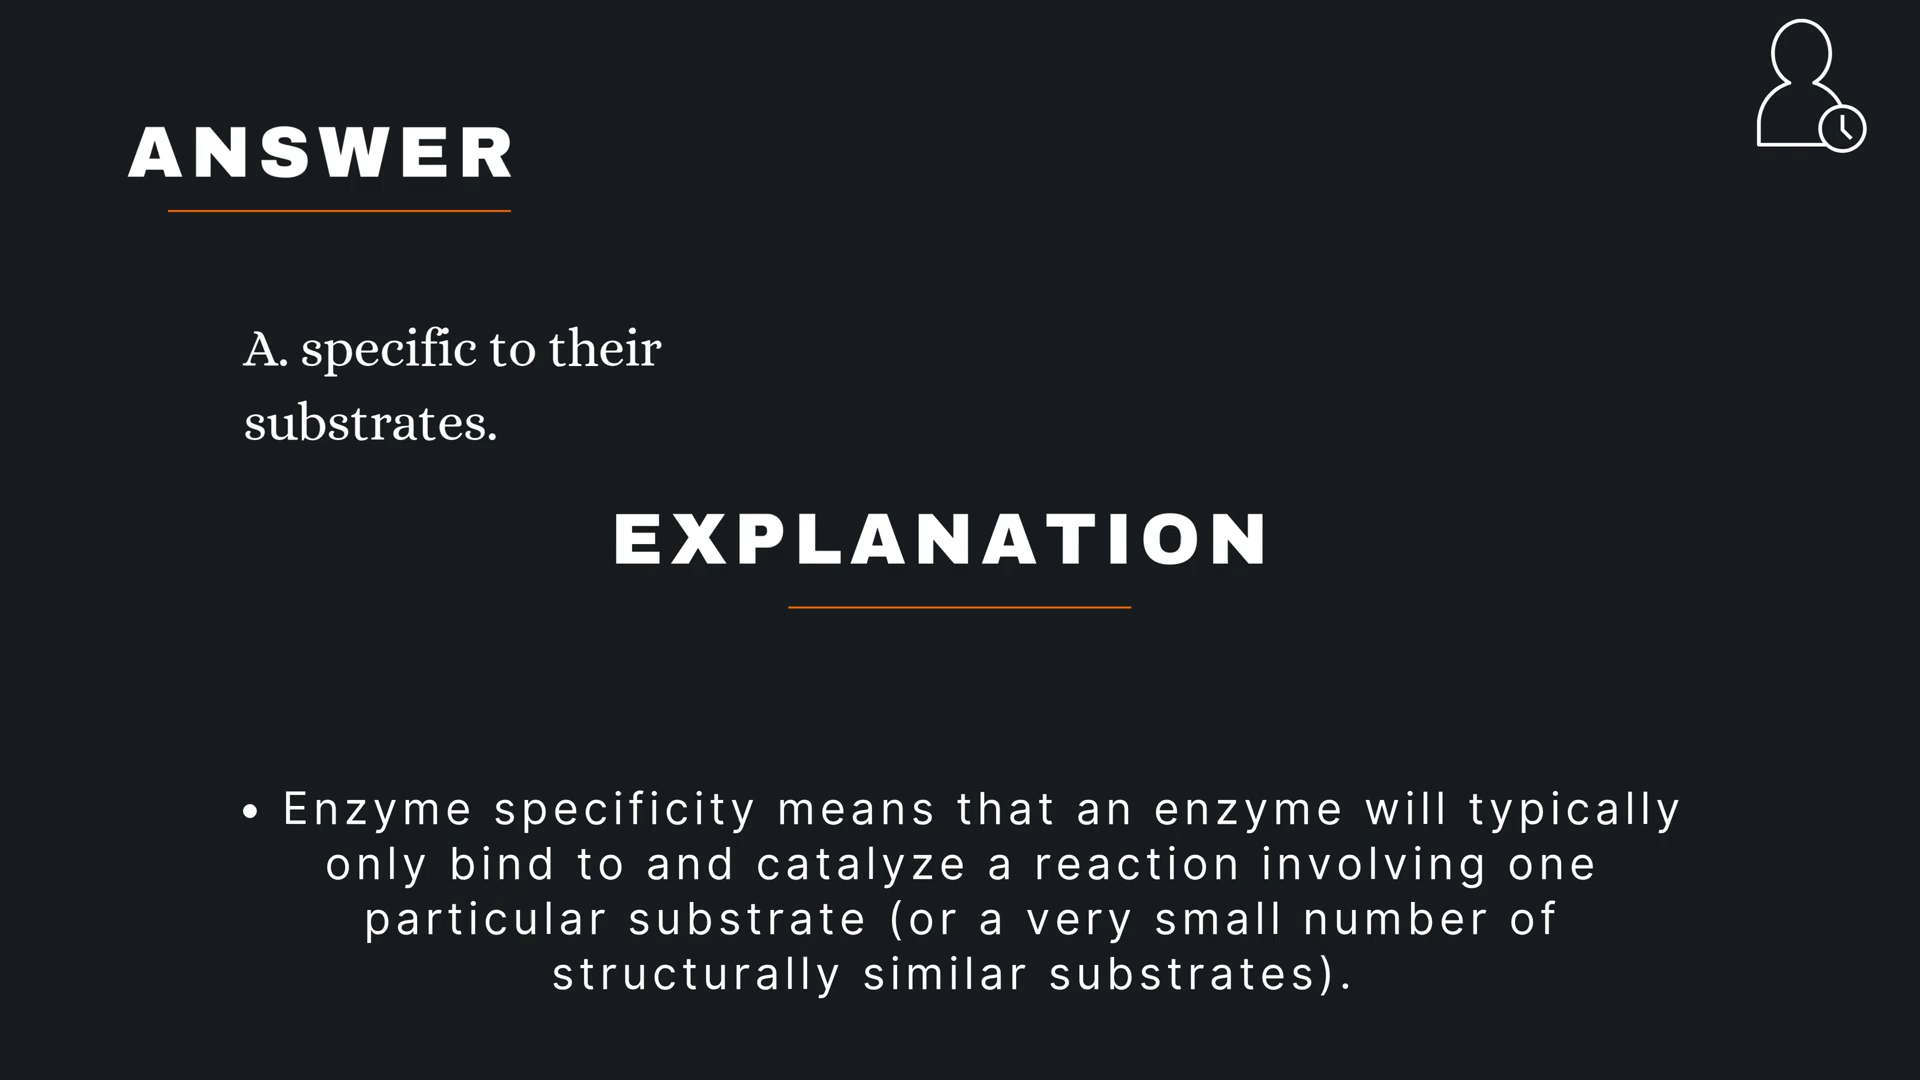 ANSWER
A. specific to their
substrates.
EXPLANATION
• Enzyme specificity means that an enzyme will typically
only bind to and catalyze a reaction involving one
particular substrate (or a very small number of
structurally similar substrates).